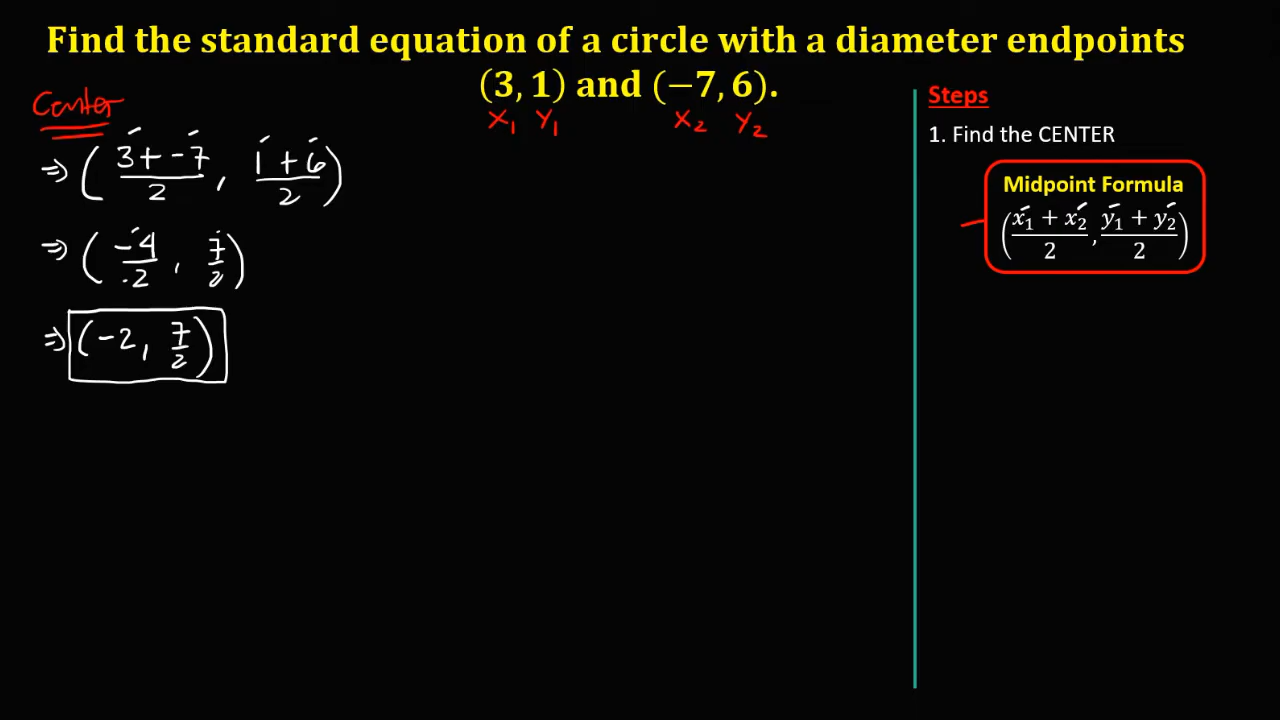 Find the standard equation of a circle with a diameter endpoints
(3, 1) and (−7, 6).
x₁ y₁ x₂ y₂
Center
⇒ ( 3 + -7 / 2 , 1 + 6 / 2 )
⇒ ( -4 / 2 , 7 / 2 )
⇒ ( -2, 7 / 2 )
Steps
1. Find the CENTER
Midpoint Formula
( x₁ + x₂ / 2 , y₁ + y₂ / 2 )